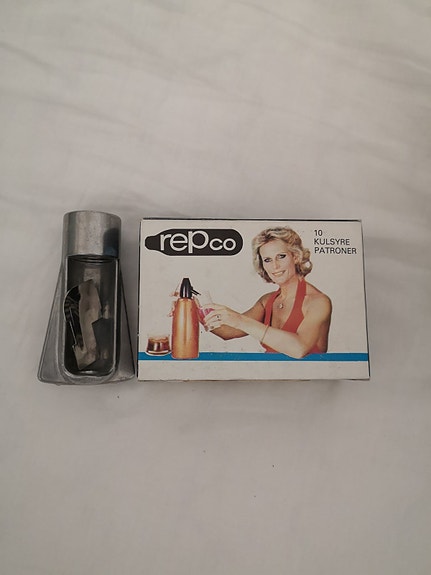 repco
10
KULSYRE
PATRONER